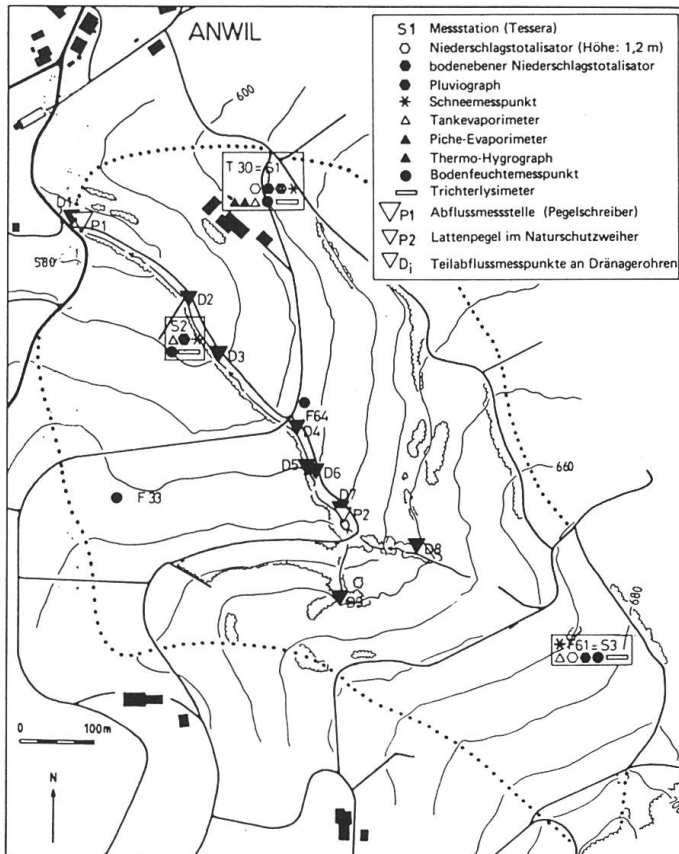 ANWIL
S1 Messstation (Tessera)
Niederschlagstotalisator (Höhe: 1,2 m)
bodenebener Niederschlagstotalisator
Pluviograph
Schneemesspunkt
Tankevaporimeter
Piche-Evaporimeter
Thermo-Hygrograph
Bodenfeuchtemesspunkt
Trichterlysimeter
P1 Abflussmessstelle (Pegelschreiber)
P2 Lattenpegel im Naturschutzweiher
Di Teilabflussmesspunkte an Dränagerohren
600
T 30 = S1
D1
P1
580
D2
S2
D3
F64
D4
D5
D6
660
F 33
D7
P2
D8
D9
680
F61 = S3
0 100m
N